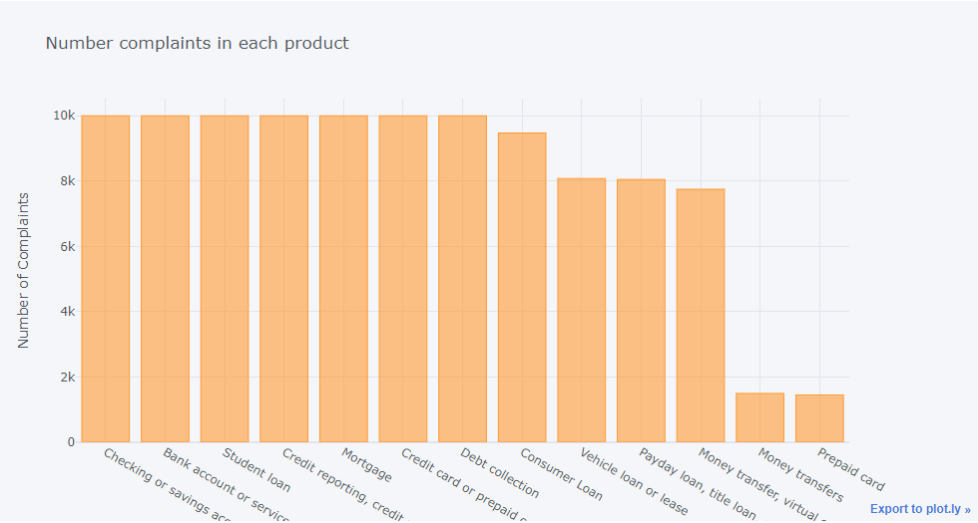 Number complaints in each product
Number of Complaints
10k
8k
6k
4k
2k
0
Checking or savings
Bank account or service
Student loan
Credit reporting, credit
Mortgage
Credit card or prepaid
Debt collection
Consumer Loan
Vehicle loan or lease
Payday loan, title loan
Money transfer, virtual
Money transfers
Prepaid card
Export to plot.ly »